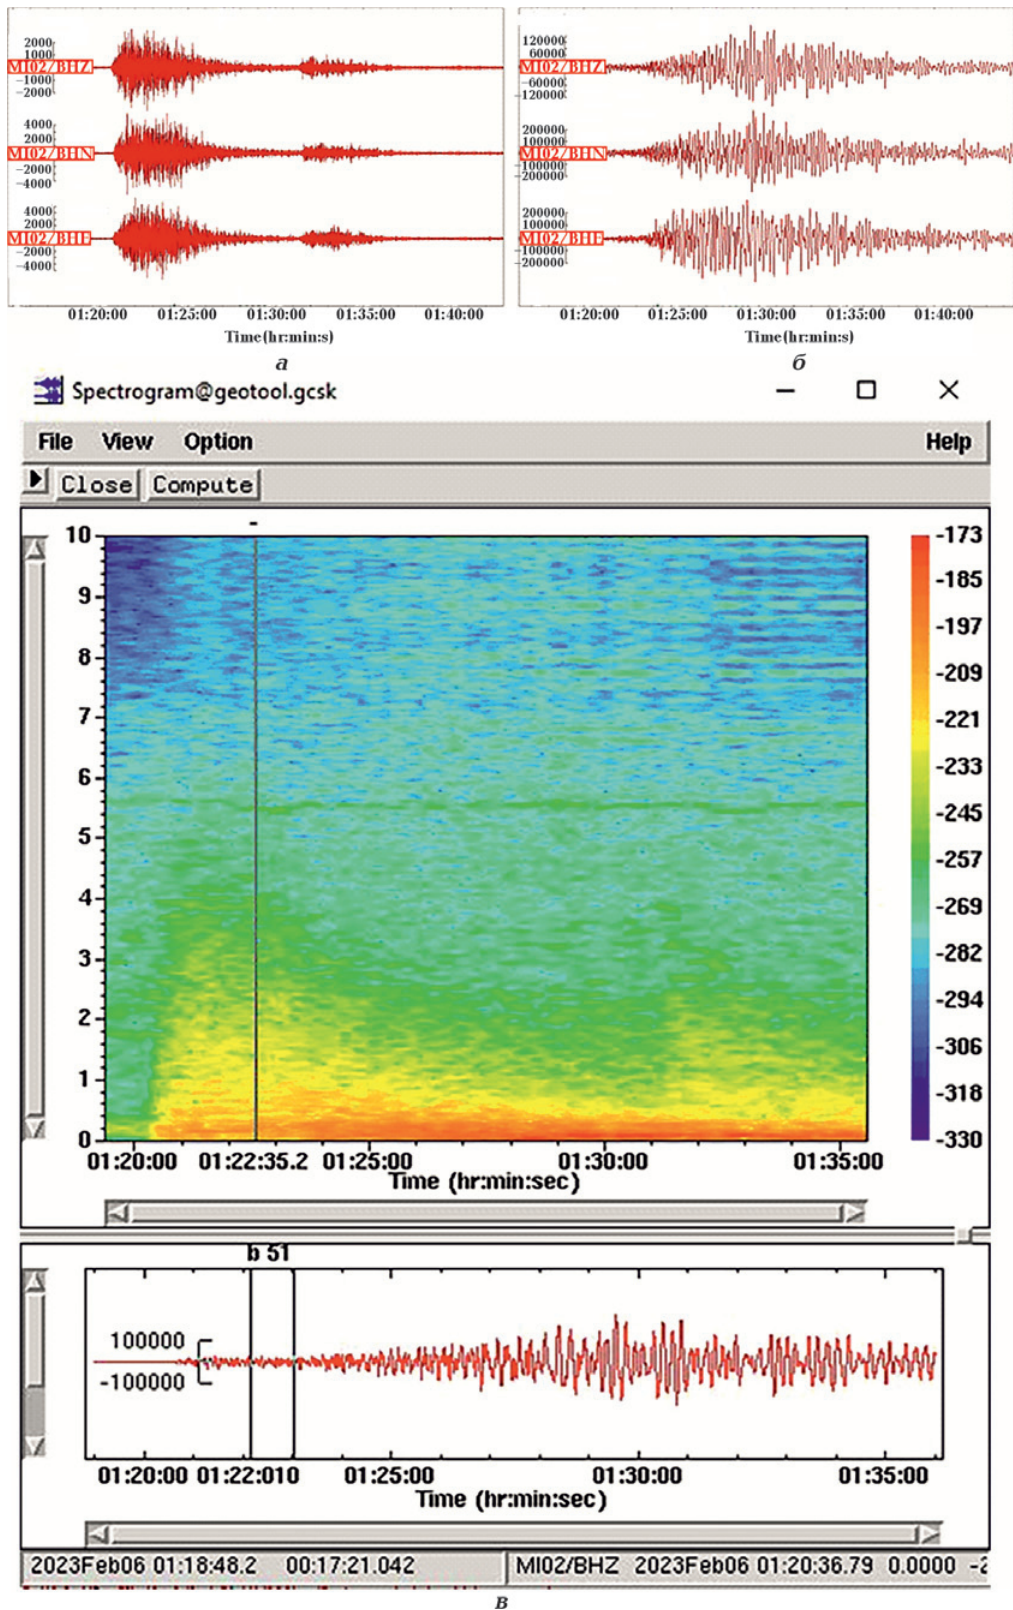 2000
1000
MI02/BHZ
−1000
−2000
4000
2000
MI02/BHN
−2000
−4000
4000
2000
MI02/BHE
−2000
−4000
01:20:00 01:25:00 01:30:00 01:35:00 01:40:00
Time(hr:min:s)
а
120000
60000
MI02/BHZ
−60000
−120000
200000
100000
MI02/BHN
100000
−200000
200000
100000
MI02/BHE
−100000
−200000
01:20:00 01:25:00 01:30:00 01:35:00 01:40:00
Time(hr:min:s)
б
Spectrogram@geotool.gcsk
File View Option Help
Close Compute
10
9
8
7
6
5
4
3
2
1
0
-173
-185
-197
-209
-221
-233
-245
-257
-269
-282
-294
-306
-318
-330
01:20:00 01:22:35.2 01:25:00 01:30:00 01:35:00
Time (hr:min:sec)
b 51
100000
-100000
01:20:00 01:22:010 01:25:00 01:30:00 01:35:00
Time (hr:min:sec)
2023Feb06 01:18:48.2 00:17:21.042 MI02/BHZ 2023Feb06 01:20:36.79 0.0000
в